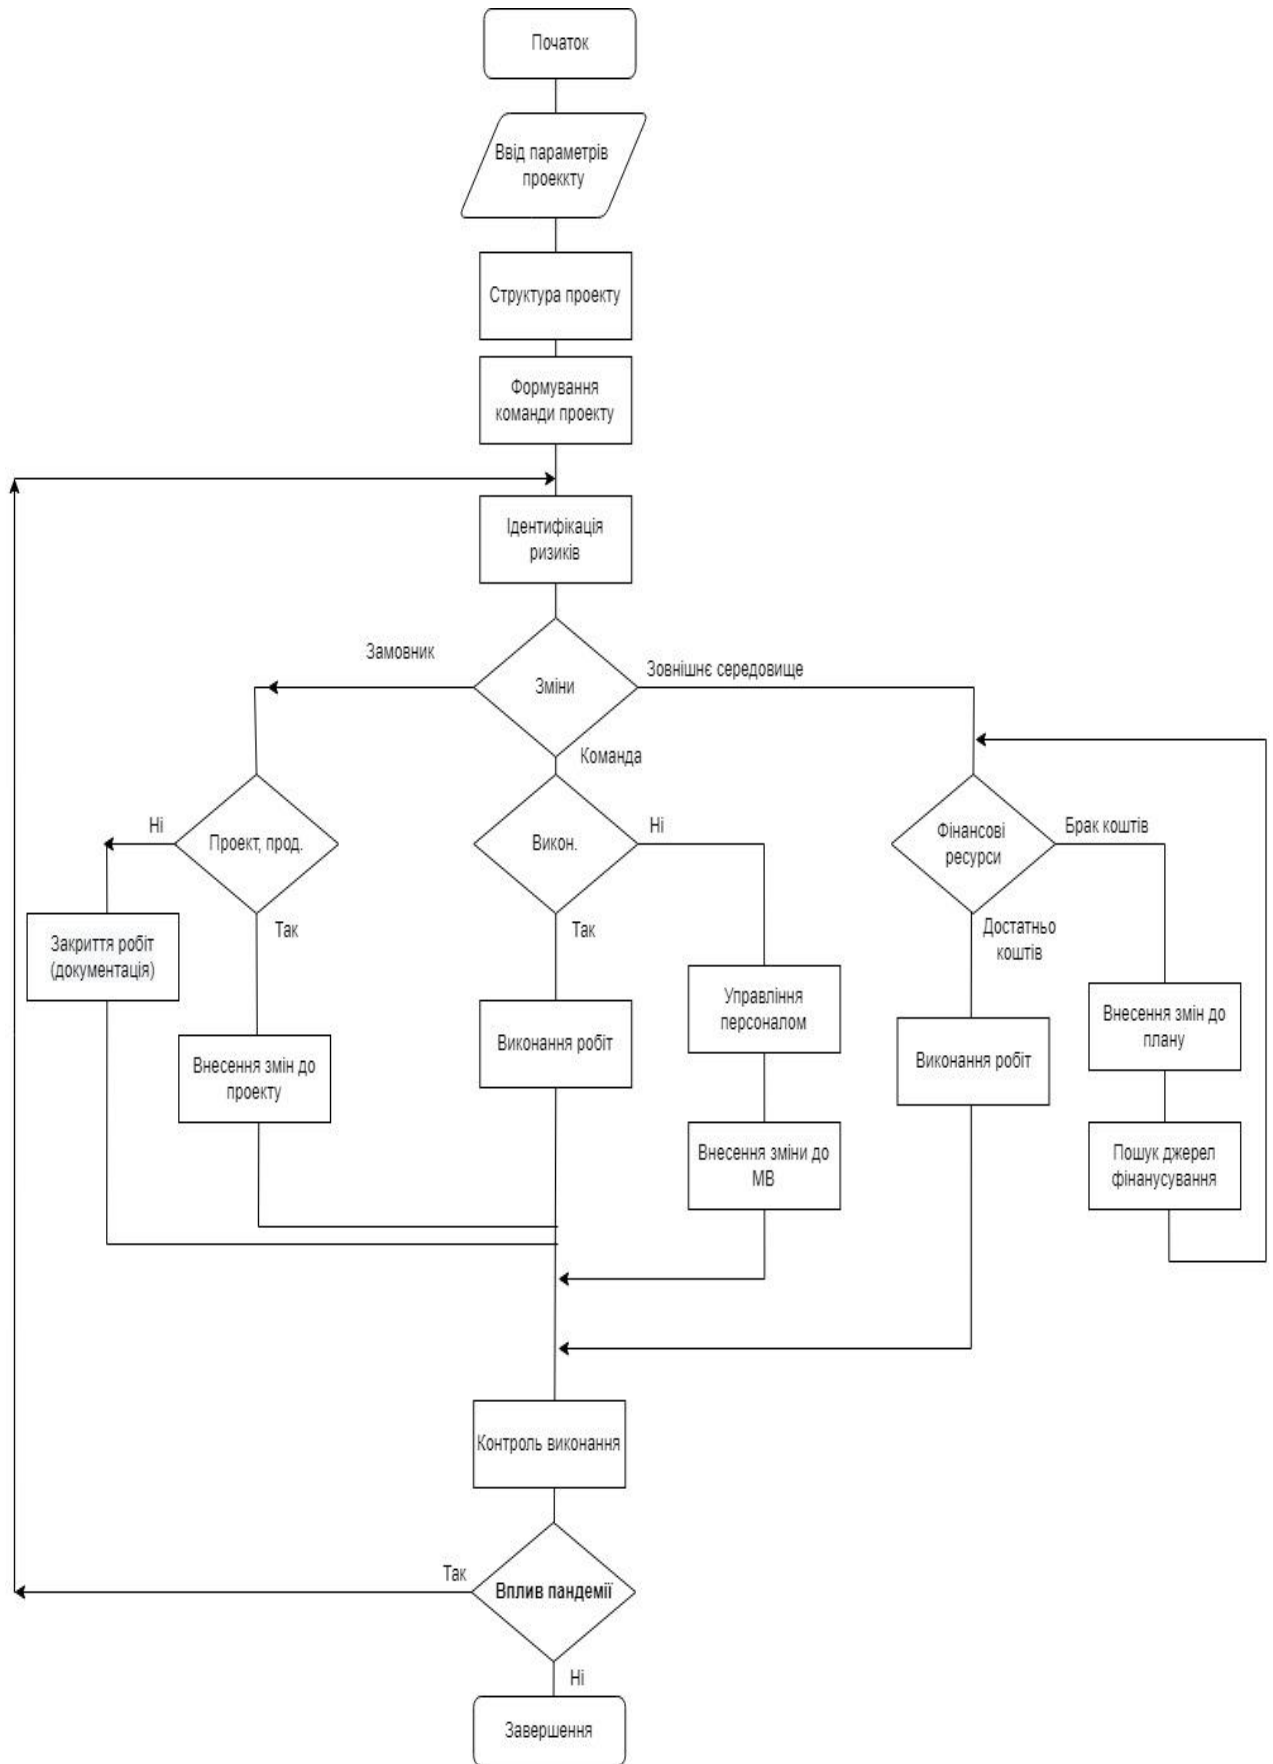 Початок
Ввід параметрів
проеккту
Структура проекту
Формування
команди проекту
Ідентифікація
ризиків
Замовник
Зміни
Зовнішнє середовище
Команда
Ні
Проект, прод.
Так
Викон.
Ні
Так
Фінансові
ресурси
Брак коштів
Достатньо
коштів
Закриття робіт
(документація)
Внесення змін до
проекту
Виконання робіт
Управління
персоналом
Внесення зміни до
МВ
Виконання робіт
Внесення змін до
плану
Пошук джерел
фінанусування
Контроль виконання
Так
Вплив пандемії
Ні
Завершення